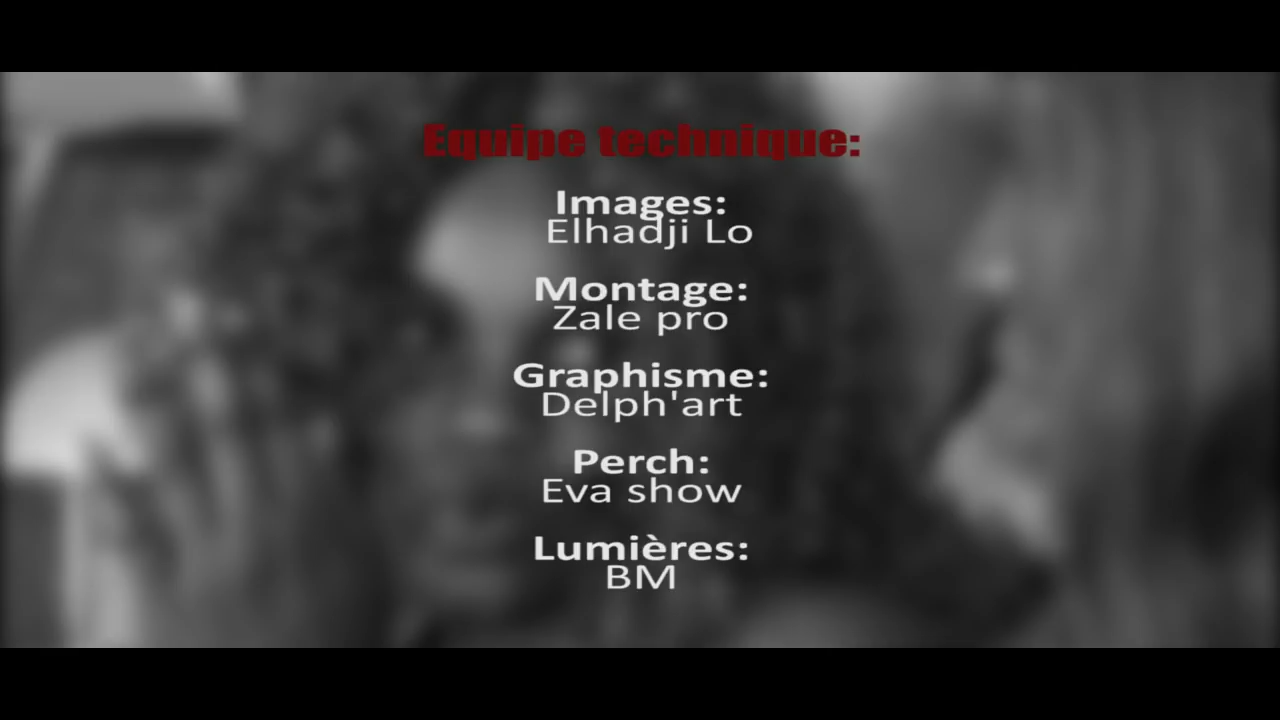 Equipe technique:
Images:
Elhadji Lo
Montage:
Zale pro
Graphisme:
Delph'art
Perch:
Eva show
Lumières:
BM